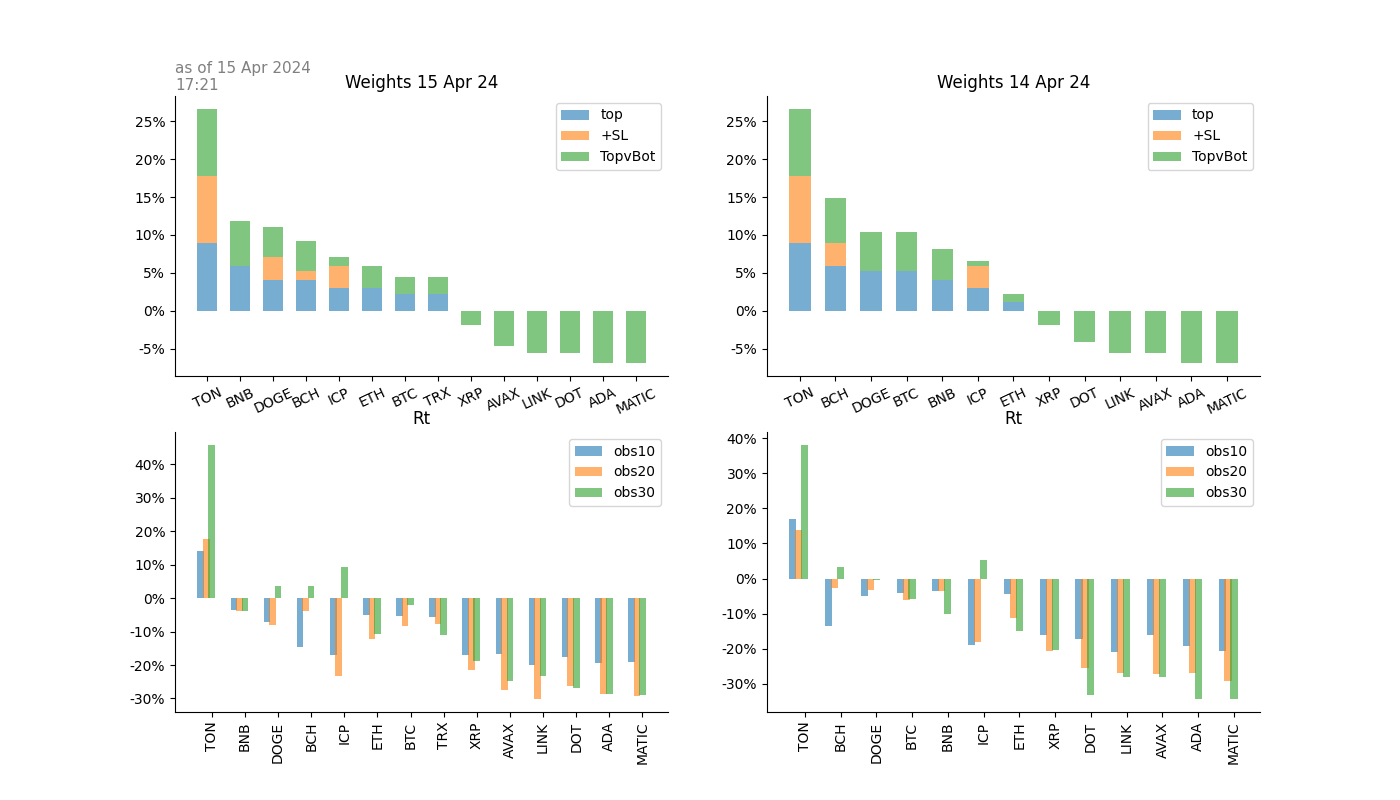 as of 15 Apr 2024
17:21
Weights 15 Apr 24
25%
20%
15%
10%
5%
0%
-5%
top
+SL
TopvBot
TON BNB DOGE BCH ICP ETH BTC TRX XRP AVAX LINK DOT ADA MATIC
Weights 14 Apr 24
25%
20%
15%
10%
5%
0%
-5%
top
+SL
TopvBot
TON BCH DOGE BTC BNB ICP ETH XRP DOT LINK AVAX ADA MATIC
Rt
40%
30%
20%
10%
0%
-10%
-20%
-30%
obs10
obs20
obs30
TON BNB DOGE BCH ICP ETH BTC TRX XRP AVAX LINK DOT ADA MATIC
Rt
40%
30%
20%
10%
0%
-10%
-20%
-30%
obs10
obs20
obs30
TON BCH DOGE BTC BNB ICP ETH XRP DOT LINK AVAX ADA MATIC